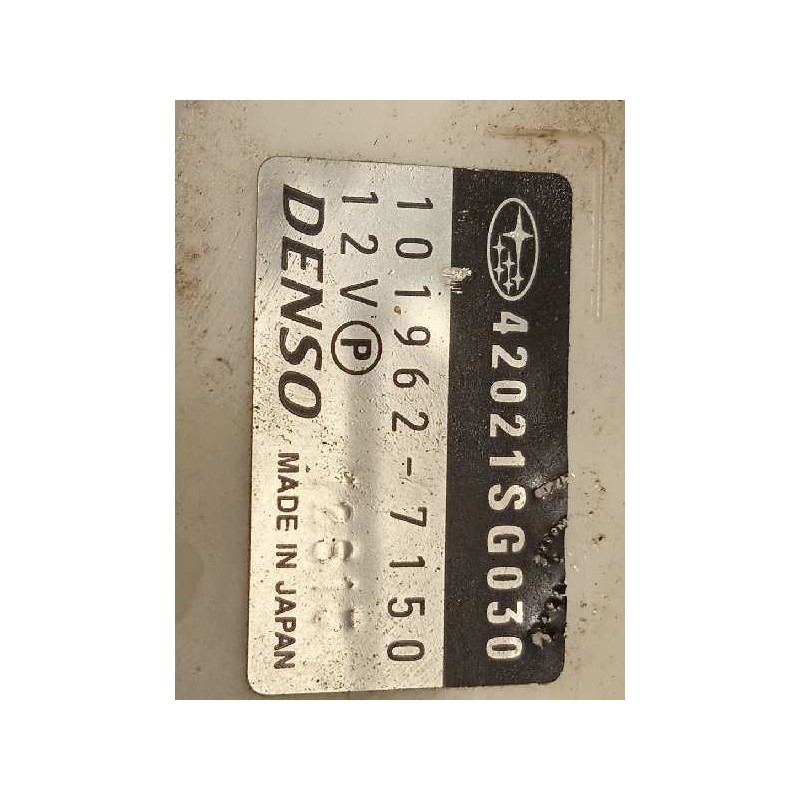 42021SG030
101962-7150
12V P
DENSO MADE IN JAPAN